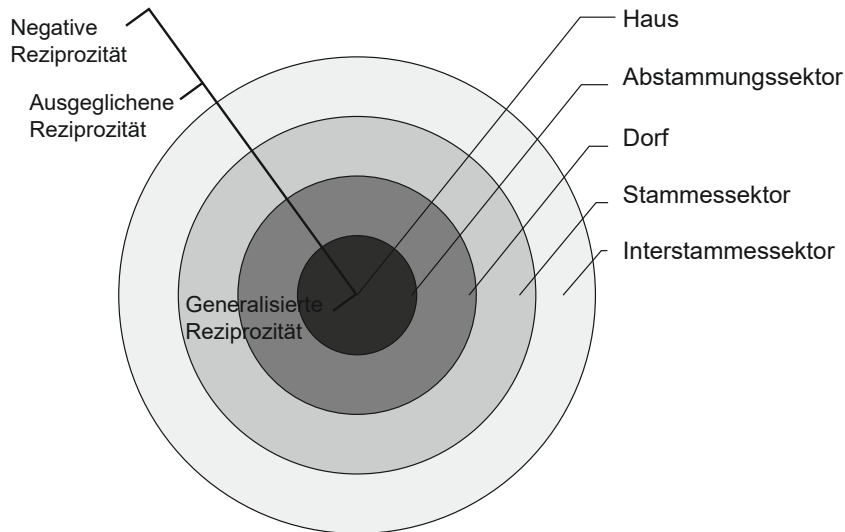 Negative
Reziprozität
Ausgeglichene
Reziprozität
Generalisierte
Reziprozität
Haus
Abstammungssektor
Dorf
Stammessektor
Interstammessektor